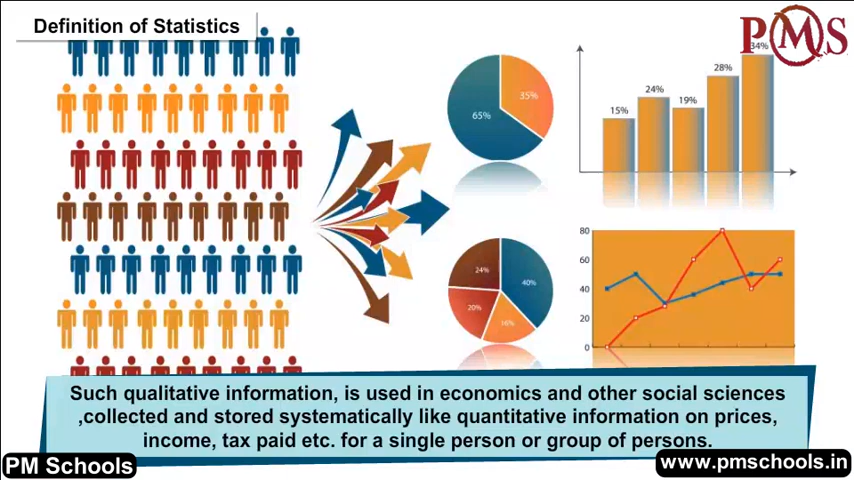 Definition of Statistics
PMS
65%
35%
15%
24%
19%
28%
34%
24%
40%
20%
16%
80
60
40
20
0
Such qualitative information, is used in economics and other social sciences
,collected and stored systematically like quantitative information on prices,
income, tax paid etc. for a single person or group of persons.
PM Schools
www.pmschools.in